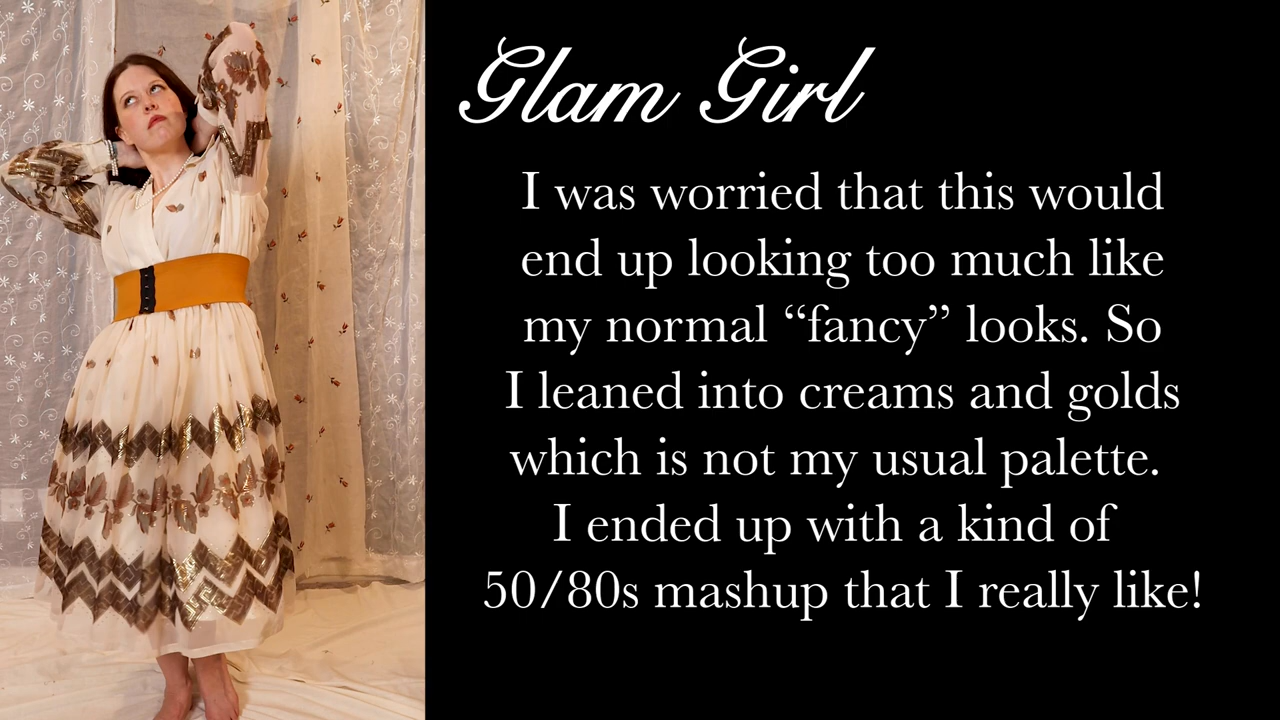 Glam Girl
I was worried that this would
end up looking too much like
my normal “fancy” looks. So
I leaned into creams and golds
which is not my usual palette.
I ended up with a kind of
50/80s mashup that I really like!